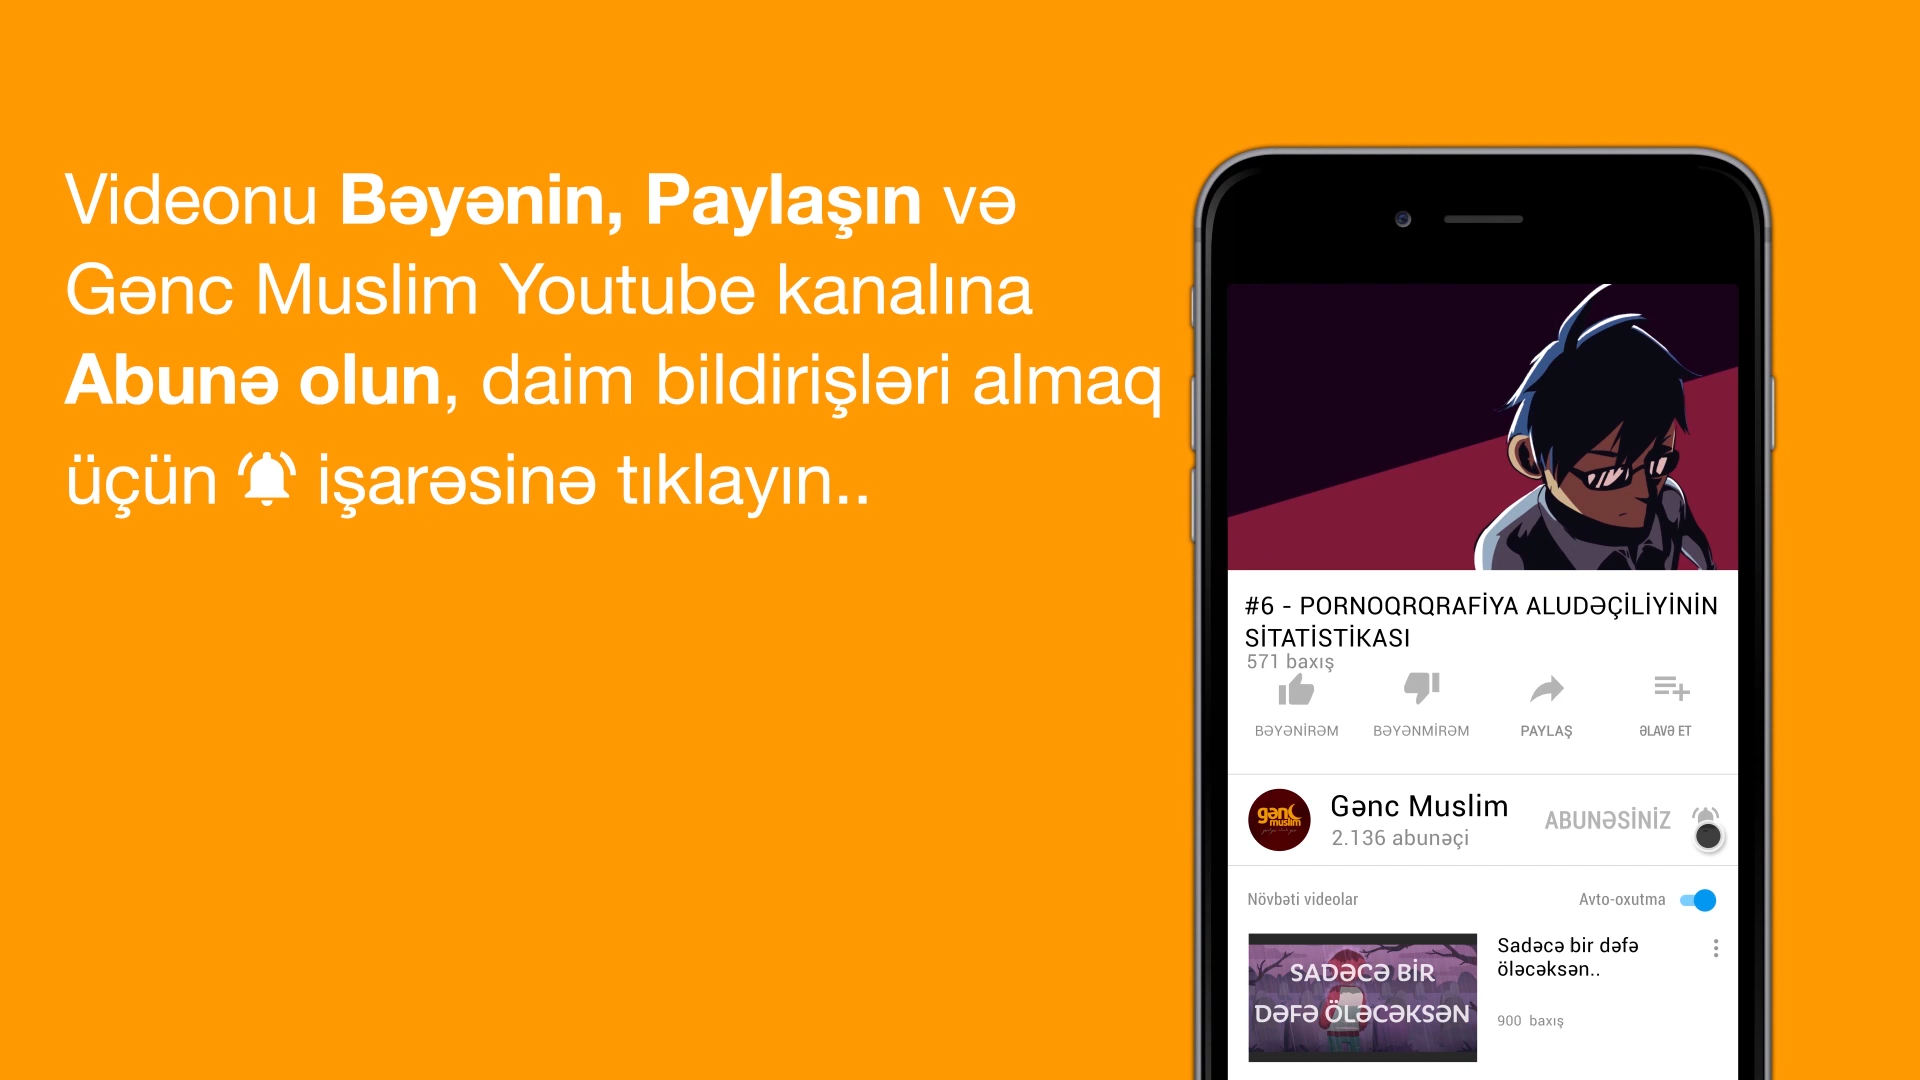 Videonu Bəyənin, Paylaşın və
Gənc Muslim Youtube kanalına
Abunə olun, daim bildirişləri almaq
üçün işarəsinə tıklayın..
#6 - PORNOQRQRAFİYA ALUDƏÇİLİYİNİN
SİTATİSTİKASI
571 baxış
BƏYƏNİRƏM BƏYƏNMİRƏM PAYLAŞ ƏLAVƏ ET
gənc
muslim
Gənc Muslim
2.136 abunəçi
ABUNƏSİNİZ
Növbəti videolar Avto-oxutma
SADƏCƏ BİR
DƏFƏ ÖLƏCƏKSƏN
Sadəcə bir dəfə
öləcəksən..
900 baxış